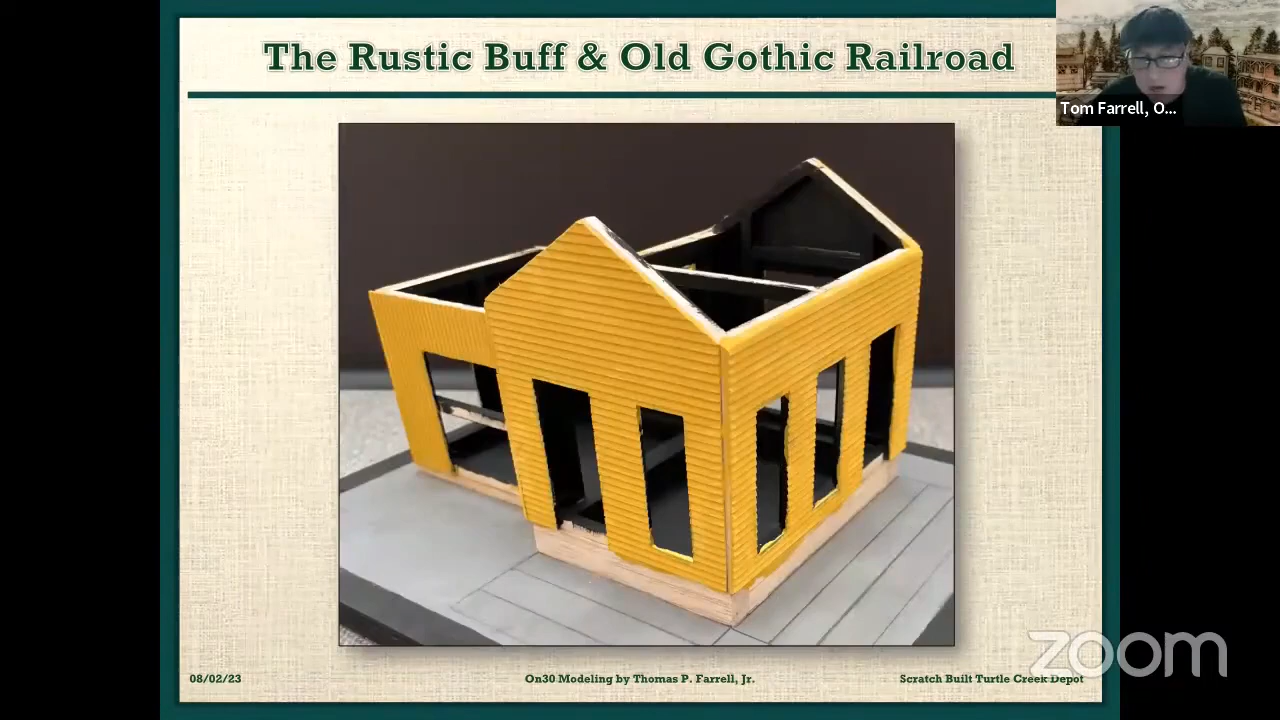 The Rustic Buff & Old Gothic Railroad
Tom Farrell, O...
zoom
08/02/23
On30 Modeling by Thomas P. Farrell, Jr.
Scratch Built Turtle Creek Depot